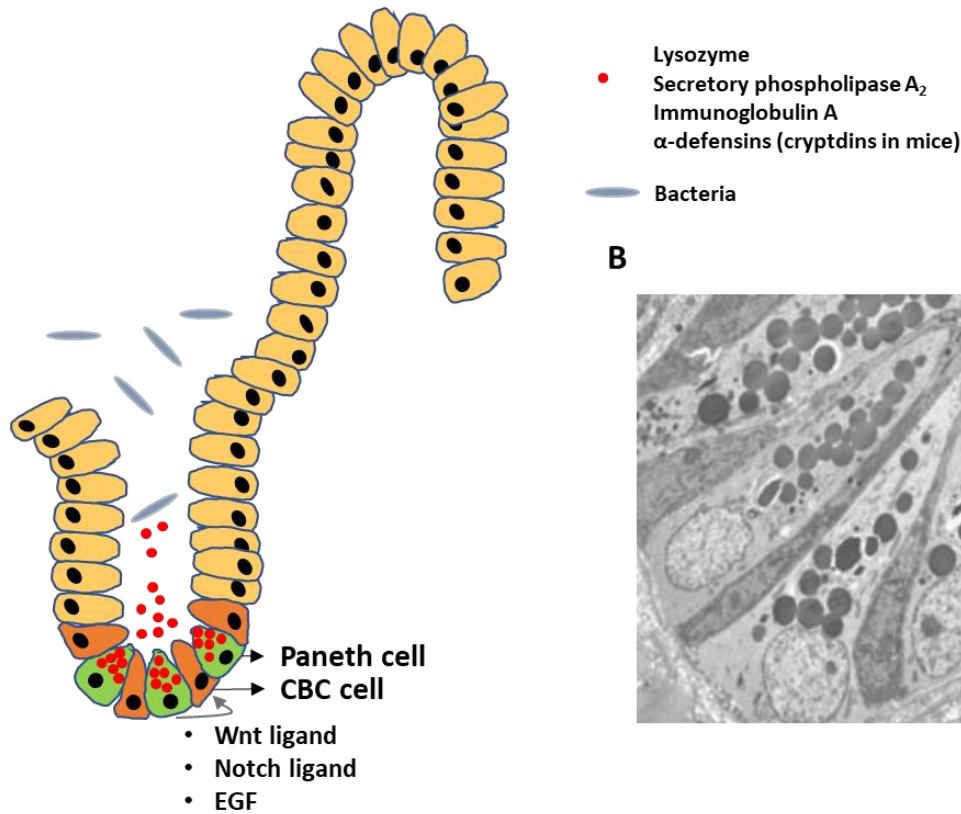 Lysozyme
Secretory phospholipase A₂
Immunoglobulin A
α-defensins (cryptdins in mice)
Bacteria
B
Paneth cell
CBC cell
• Wnt ligand
• Notch ligand
• EGF